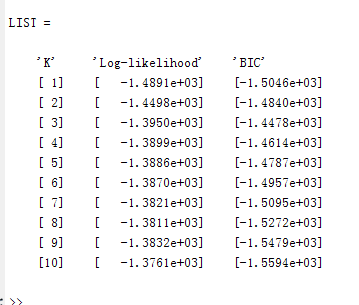 LIST =
'K' 'Log-likelihood' 'BIC'
[ 1] [ -1.4891e+03] [-1.5046e+03]
[ 2] [ -1.4498e+03] [-1.4840e+03]
[ 3] [ -1.3950e+03] [-1.4478e+03]
[ 4] [ -1.3899e+03] [-1.4614e+03]
[ 5] [ -1.3886e+03] [-1.4787e+03]
[ 6] [ -1.3870e+03] [-1.4957e+03]
[ 7] [ -1.3821e+03] [-1.5095e+03]
[ 8] [ -1.3811e+03] [-1.5272e+03]
[ 9] [ -1.3832e+03] [-1.5479e+03]
[10] [ -1.3761e+03] [-1.5594e+03]
>>